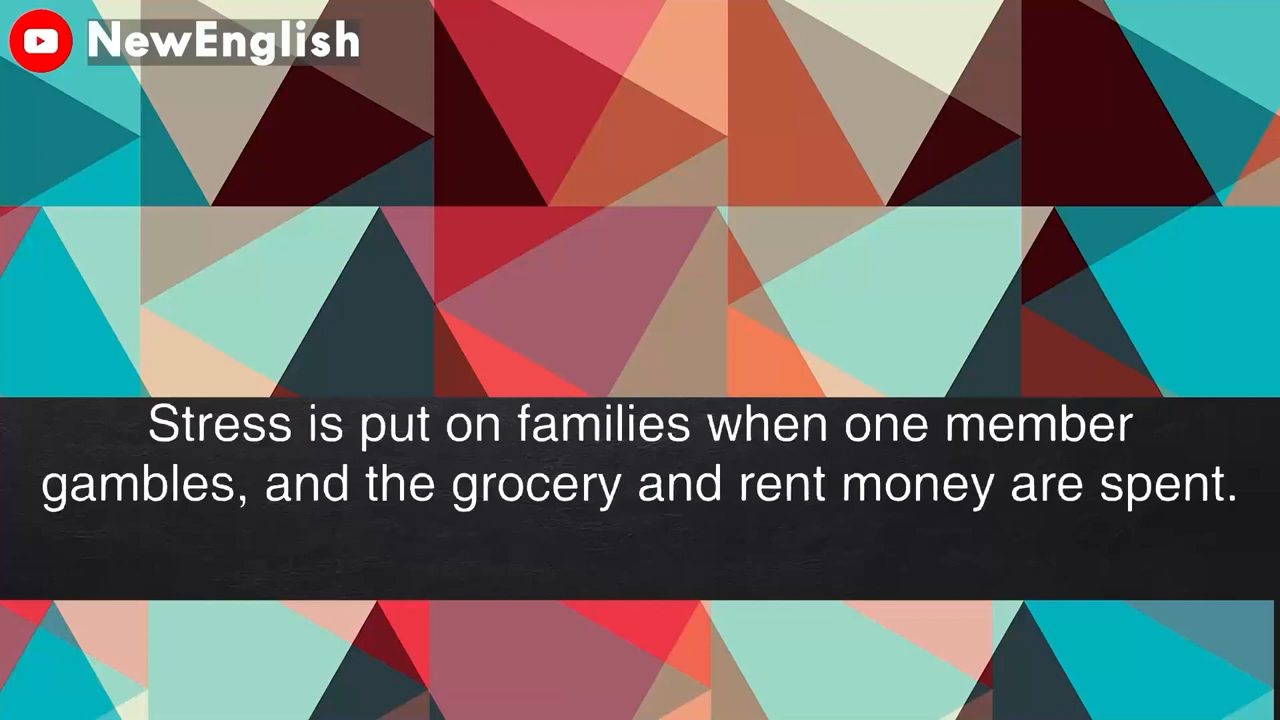 NewEnglish
Stress is put on families when one member
gambles, and the grocery and rent money are spent.